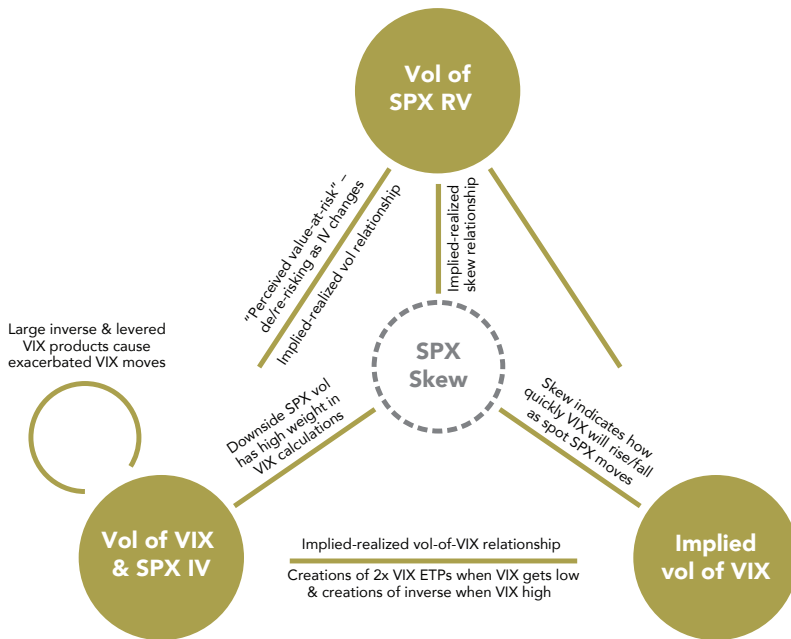 Vol of
SPX RV
“Perceived value-at-risk” –
de/re-risking as IV changes
Implied-realized vol relationship
Implied-realized
skew relationship
Large inverse & levered
VIX products cause
exacerbated VIX moves
SPX
Skew
Downside SPX vol
has high weight in
VIX calculations
Skew indicates how
quickly VIX will rise/fall
as spot SPX moves
Vol of VIX
& SPX IV
Implied-realized vol-of-VIX relationship
Creations of 2x VIX ETPs when VIX gets low
& creations of inverse when VIX high
Implied
vol of VIX